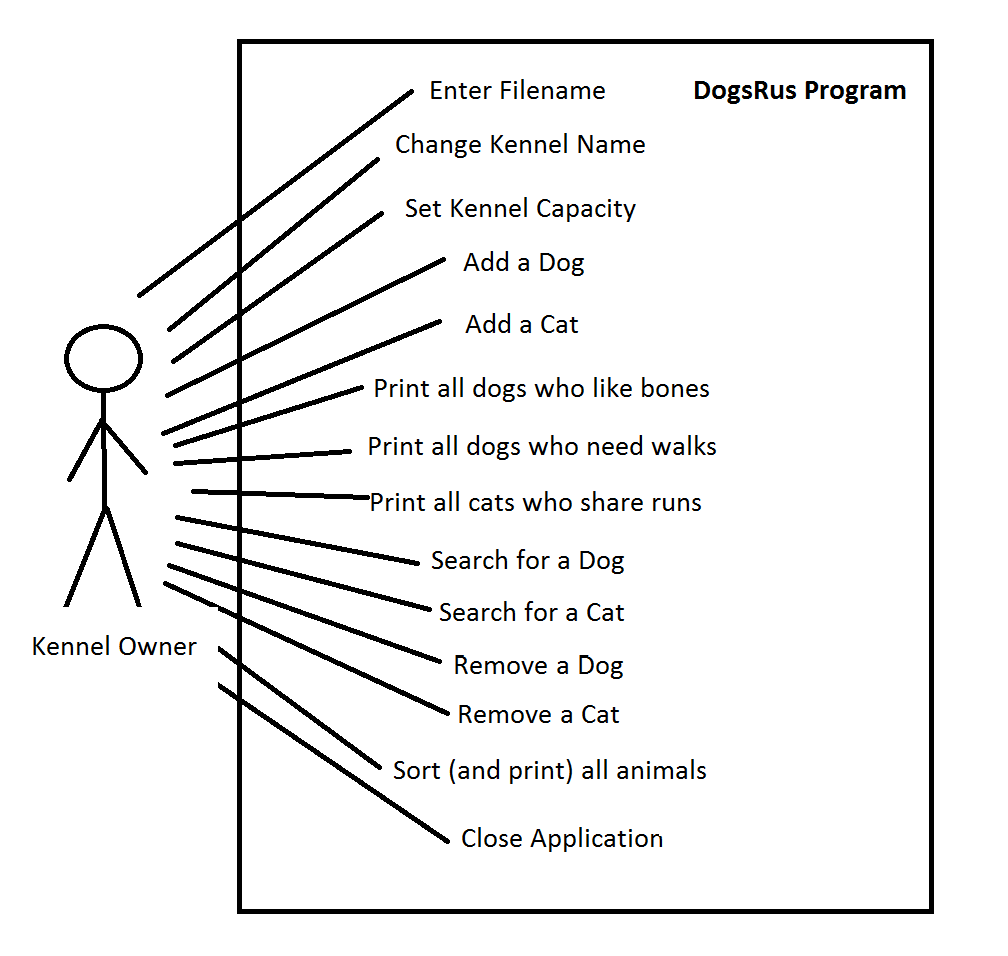 Enter Filename
DogsRus Program
Change Kennel Name
Set Kennel Capacity
Add a Dog
Add a Cat
Print all dogs who like bones
Print all dogs who need walks
Print all cats who share runs
Search for a Dog
Search for a Cat
Kennel Owner
Remove a Dog
Remove a Cat
Sort (and print) all animals
Close Application